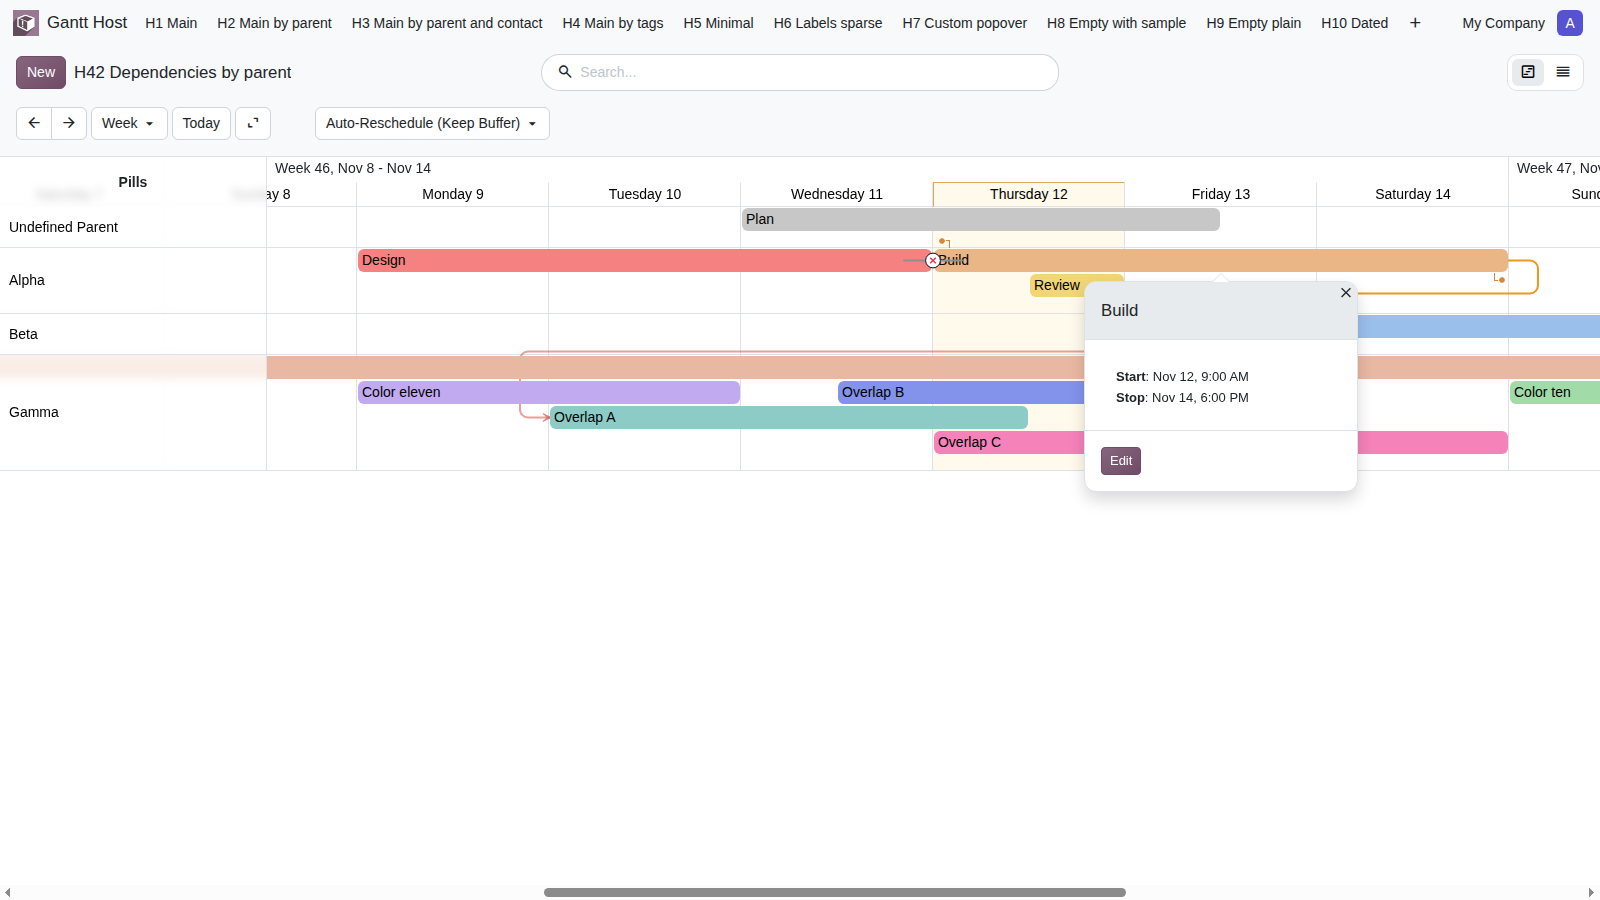 Gantt Host H1 Main H2 Main by parent H3 Main by parent and contact H4 Main by tags H5 Minimal H6 Labels sparse H7 Custom popover H8 Empty with sample H9 Empty plain H10 Dated + My Company A
New H42 Dependencies by parent Search...
Week Today Auto-Reschedule (Keep Buffer)
Week 46, Nov 8 - Nov 14 Week 47, Nov
Pills
ay 8 Monday 9 Tuesday 10 Wednesday 11 Thursday 12 Friday 13 Saturday 14 Sund
Undefined Parent Plan
Alpha Design Build
Review
Beta
Gamma
Color eleven Overlap B Color ten
Overlap A
Overlap C
Build
Start: Nov 12, 9:00 AM
Stop: Nov 14, 6:00 PM
Edit